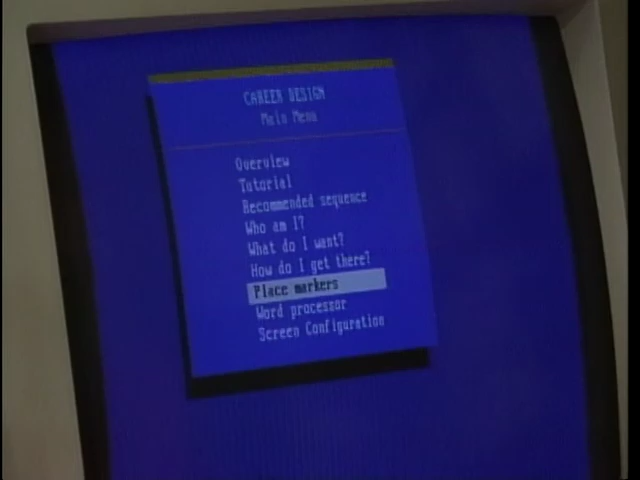 CAREER DESIGN
Main Menu
Overview
Tutorial
Recommended sequence
Who am I?
What do I want?
How do I get there?
Place markers
Word processor
Screen Configuration